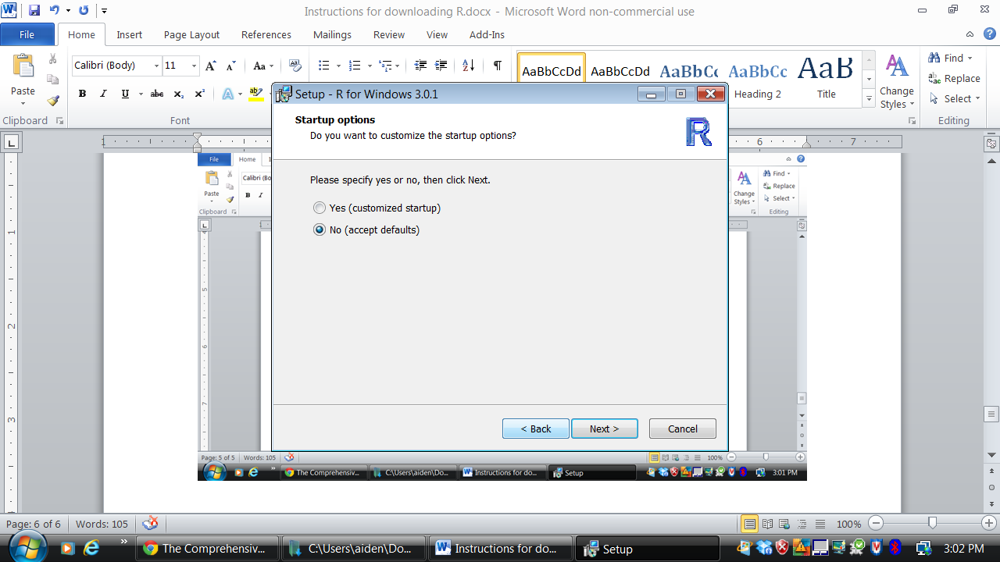 Instructions for downloading R.docx - Microsoft Word non-commercial use
File Home Insert Page Layout References Mailings Review View Add-Ins
Paste
Clipboard
Calibri (Body) 11
Font
AaBbCcDd AaBbCcDd AaBbCc AaBbCc AaB
Heading 2 Title
Change
Styles
Find
Replace
Select
Editing
Setup - R for Windows 3.0.1
Startup options
Do you want to customize the startup options?
R
Please specify yes or no, then click Next.
Yes (customized startup)
No (accept defaults)
< Back Next > Cancel
File Home
Paste
Clipboard
Calibri (Bo
Change
Styles
Find
Replace
Select
Editing
Page: 5 of 5 Words: 105 100%
The Comprehensiv... C:\Users\aiden\Do... Instructions for do... Setup 3:01 PM
Page: 6 of 6 Words: 105 100%
The Comprehensiv... C:\Users\aiden\Do... Instructions for do... Setup 3:02 PM